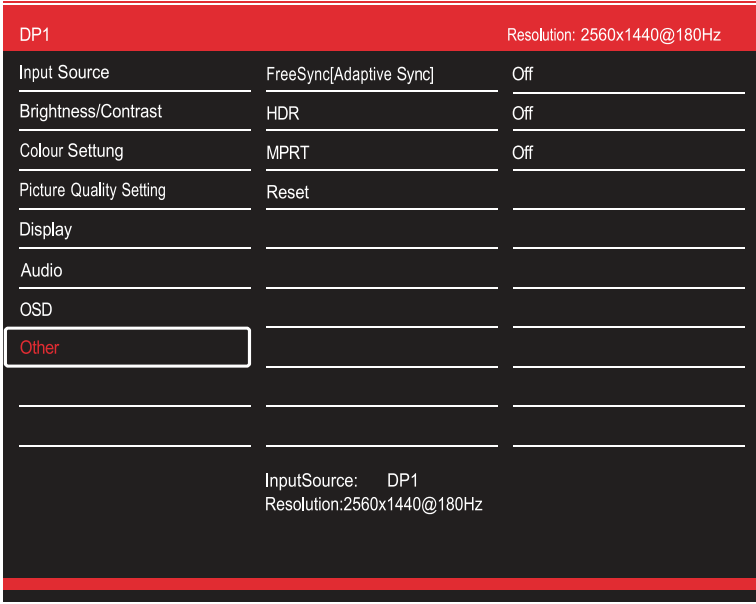 DP1 Resolution: 2560x1440@180Hz
Input Source FreeSync[Adaptive Sync] Off
Brightness/Contrast HDR Off
Colour Settung MPRT Off
Picture Quality Setting Reset
Display
Audio
OSD
Other
InputSource: DP1
Resolution:2560x1440@180Hz